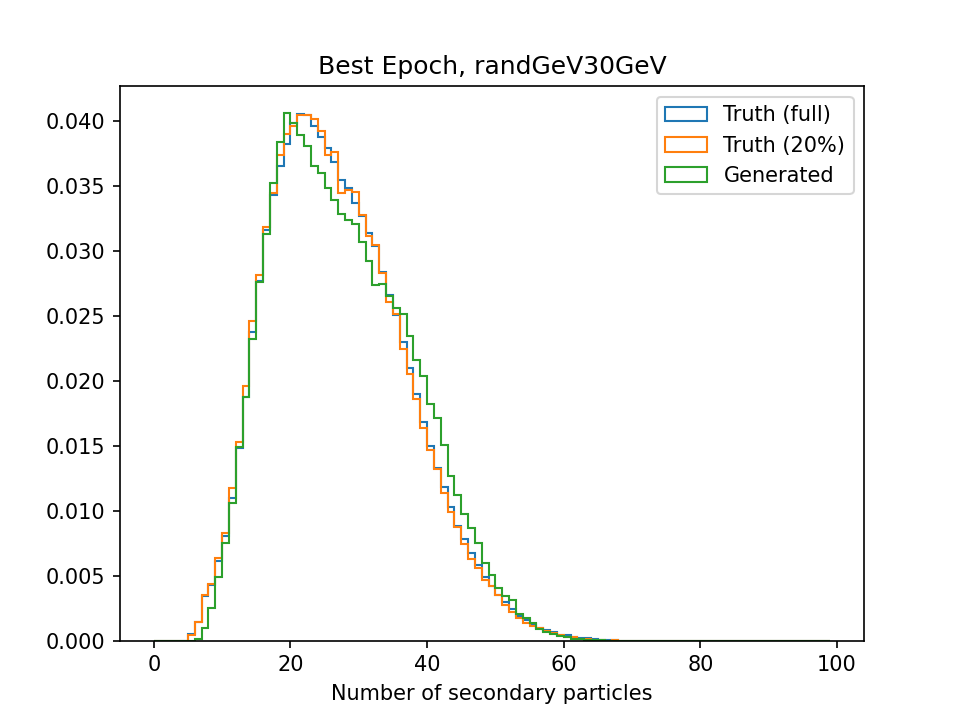 Best Epoch, randGeV30GeV
Truth (full)
Truth (20%)
Generated
0.040
0.035
0.030
0.025
0.020
0.015
0.010
0.005
0.000
0 20 40 60 80 100
Number of secondary particles